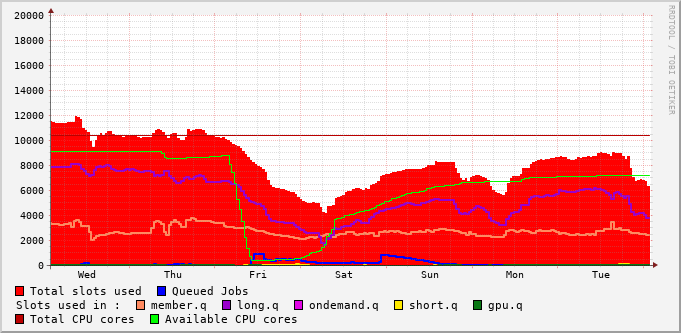 20000
18000
16000
14000
12000
10000
8000
6000
4000
2000
0
Wed Thu Fri Sat Sun Mon Tue
RRDTOOL / TOBI OETIKER
Total slots used Queued Jobs
Slots used in : member.q long.q ondemand.q short.q gpu.q
Total CPU cores Available CPU cores